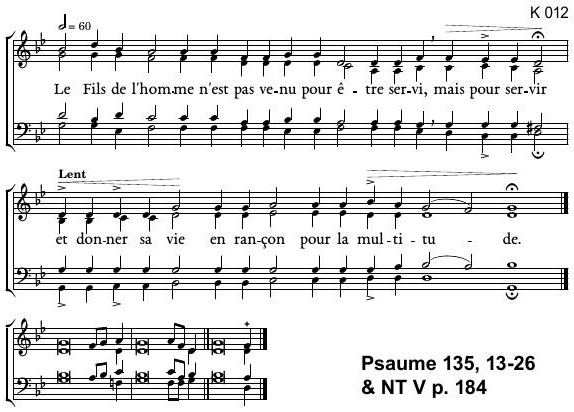 K 012
= 60
Le Fils de l'hom-me n'est pas ve-nu pour ê - tre ser-vi, mais pour ser-vir
Lent
et don-ner sa vie en ran-çon pour la mul-ti-tu - de.
Psaume 135, 13-26
& NT V p. 184